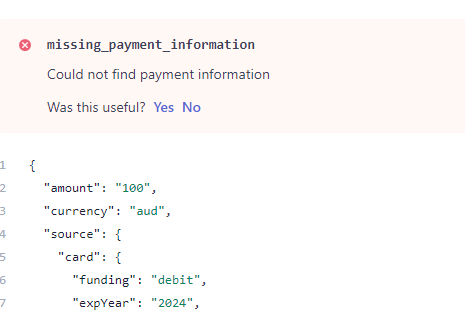 missing_payment_information
Could not find payment information
Was this useful? Yes No
1 {
2 "amount": "100",
3 "currency": "aud",
4 "source": {
5 "card": {
6 "funding": "debit",
7 "expYear": "2024",